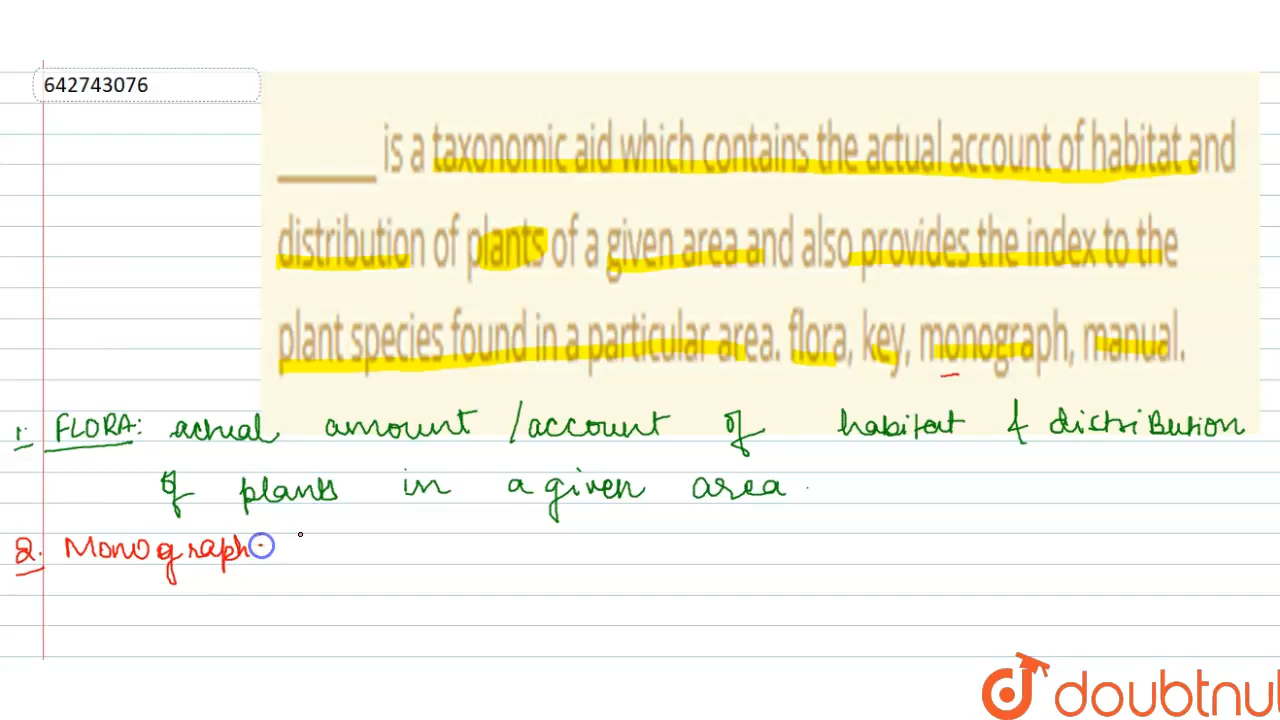 642743076
______ is a taxonomic aid which contains the actual account of habitat and
distribution of plants of a given area and also provides the index to the
plant species found in a particular area. flora, key, monograph, manual.
1. FLORA: actual amount /account of habitat & distribution
of plants in a given area.
2. Monograph:
doubtnut